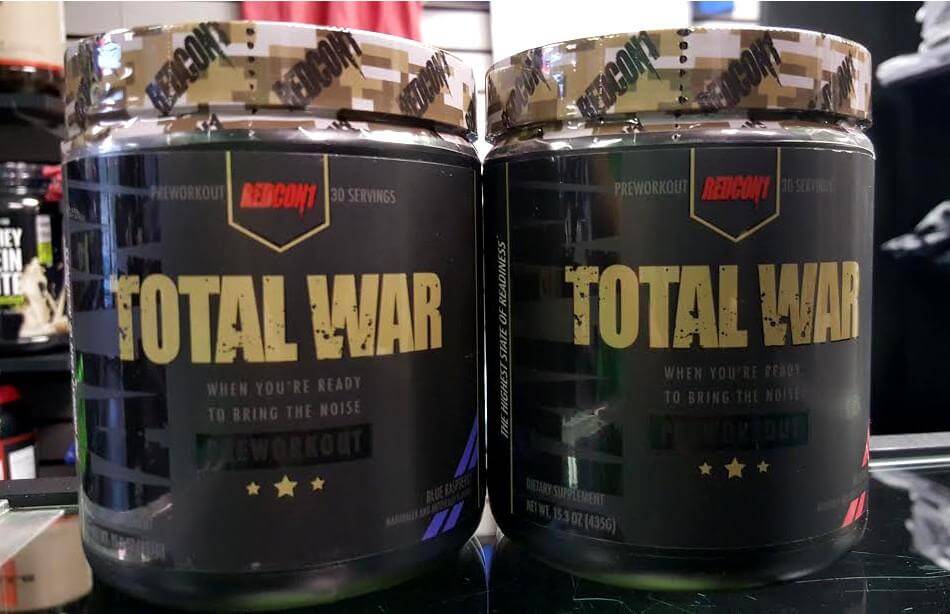 REDCON1 REDCON1 REDCON1
REDCON1 REDCON1
PREWORKOUT REDCON1 30 SERVINGS
TOTAL WAR
WHEN YOU'RE READY
TO BRING THE NOISE
PREWORKOUT
BLUE RASPBERRY
NATURALLY AND
THE HIGHEST STATE OF READINESS
PREWORKOUT REDCON1 30 SERVINGS
TOTAL WAR
WHEN YOU'RE READY
TO BRING THE NOISE
PREWORKOUT
DIETARY SUPPLEMENT
NET WT. 15.3 OZ (435G)